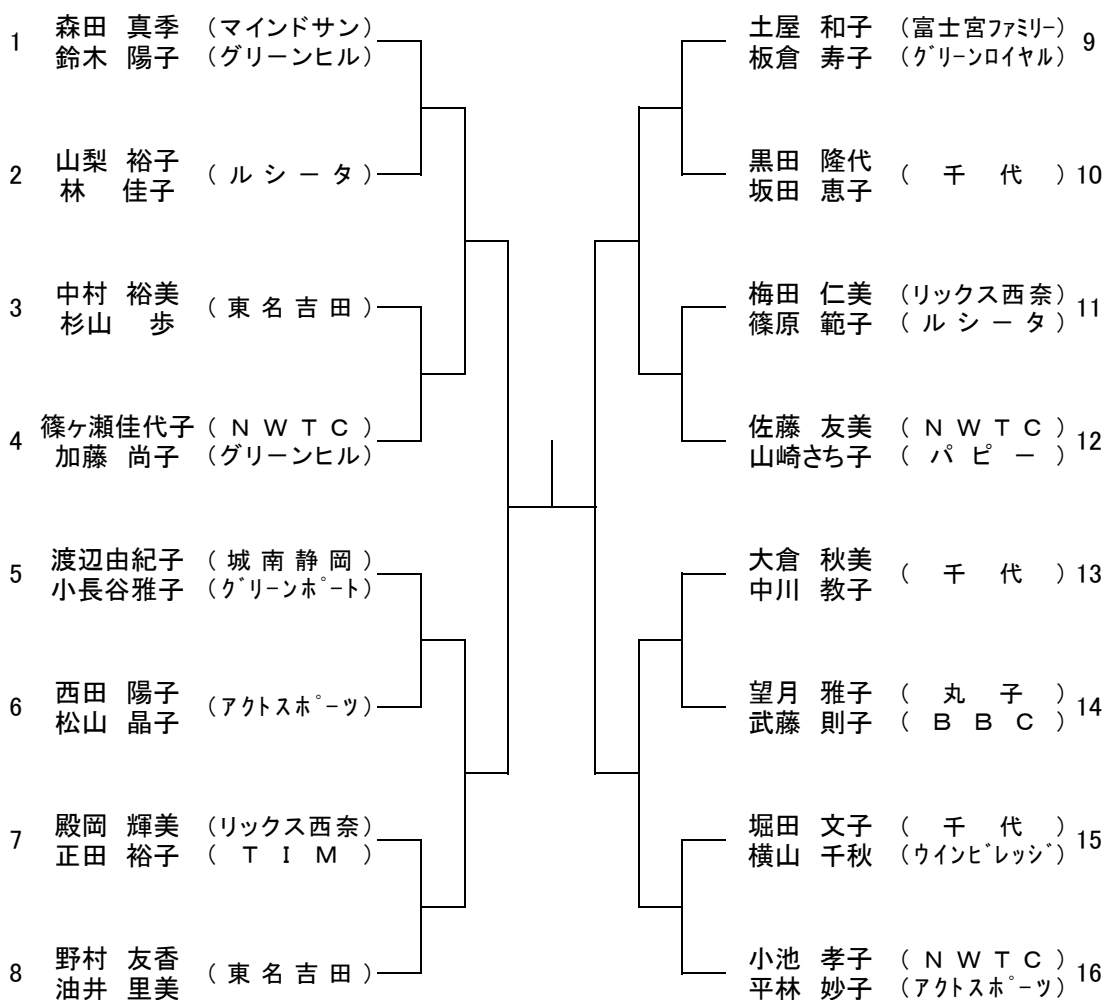 1 森田 真季 (マインドサン)
鈴木 陽子 (グリーンヒル)
2 山梨 裕子 (ルシータ)
林 佳子
3 中村 裕美 (東名吉田)
杉山 歩
4 篠ヶ瀬佳代子 (NWTC)
加藤 尚子 (グリーンヒル)
5 渡辺由紀子 (城南静岡)
小長谷雅子 (グリーンポート)
6 西田 陽子 (アクトスポーツ)
松山 晶子
7 殿岡 輝美 (リックス西奈)
正田 裕子 (TIM)
8 野村 友香 (東名吉田)
油井 里美
土屋 和子 (富士宮ファミリー) 9
板倉 寿子 (グリーンロイヤル)
黒田 隆代 (千代) 10
坂田 恵子
梅田 仁美 (リックス西奈) 11
篠原 範子 (ルシータ)
佐藤 友美 (NWTC) 12
山崎さち子 (パピー)
大倉 秋美 (千代) 13
中川 教子
望月 雅子 (丸子) 14
武藤 則子 (BBC)
堀田 文子 (千代) 15
横山 千秋 (ウインビレッジ)
小池 孝子 (NWTC) 16
平林 妙子 (アクトスポーツ)